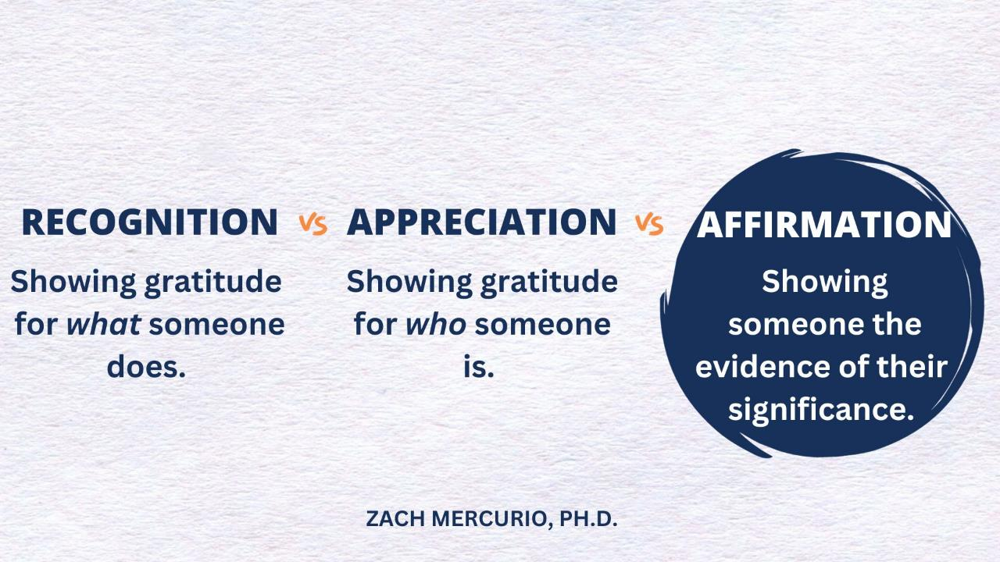 RECOGNITION vs APPRECIATION vs AFFIRMATION
Showing gratitude
for what someone
does.
Showing gratitude
for who someone
is.
Showing
someone the
evidence of their
significance.
ZACH MERCURIO, PH.D.